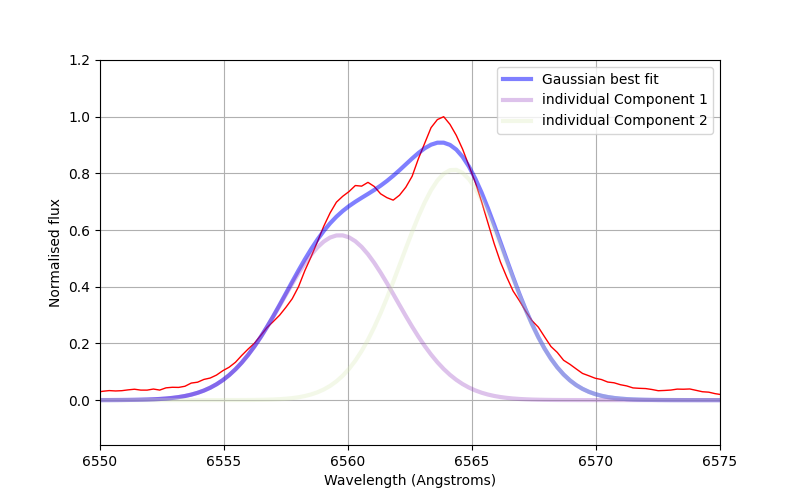 1.2
1.0
0.8
0.6
0.4
0.2
0.0
Normalised flux
Gaussian best fit
individual Component 1
individual Component 2
6550 6555 6560 6565 6570 6575
Wavelength (Angstroms)